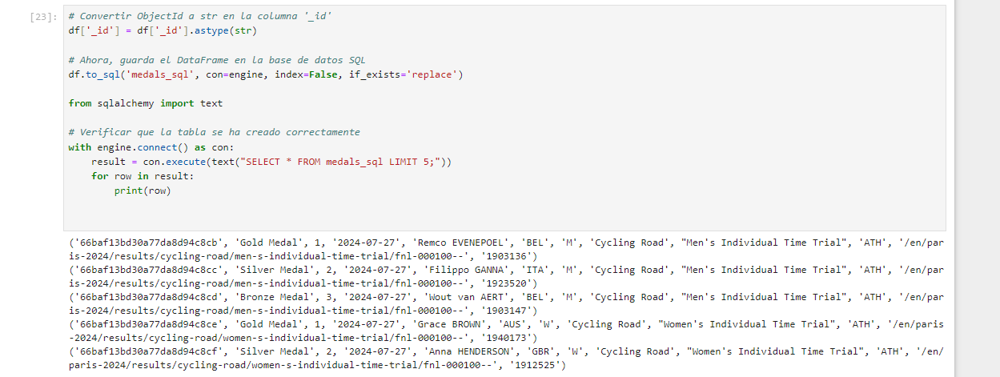 [23]:
# Convertir ObjectId a str en la columna '_id'
df['_id'] = df['_id'].astype(str)
# Ahora, guarda el DataFrame en la base de datos SQL
df.to_sql('medals_sql', con=engine, index=False, if_exists='replace')
from sqlalchemy import text
# Verificar que la tabla se ha creado correctamente
with engine.connect() as con:
    result = con.execute(text("SELECT * FROM medals_sql LIMIT 5;"))
    for row in result:
        print(row)
('66baf13bd30a77da8d94c8cb', 'Gold Medal', 1, '2024-07-27', 'Remco EVENEPOEL', 'BEL', 'M', 'Cycling Road', "Men's Individual Time Trial", 'ATH', '/en/par
is-2024/results/cycling-road/men-s-individual-time-trial/fnl-000100--', '1903136')
('66baf13bd30a77da8d94c8cc', 'Silver Medal', 2, '2024-07-27', 'Filippo GANNA', 'ITA', 'M', 'Cycling Road', "Men's Individual Time Trial", 'ATH', '/en/par
is-2024/results/cycling-road/men-s-individual-time-trial/fnl-000100--', '1923520')
('66baf13bd30a77da8d94c8cd', 'Bronze Medal', 3, '2024-07-27', 'Wout van AERT', 'BEL', 'M', 'Cycling Road', "Men's Individual Time Trial", 'ATH', '/en/par
is-2024/results/cycling-road/men-s-individual-time-trial/fnl-000100--', '1903147')
('66baf13bd30a77da8d94c8ce', 'Gold Medal', 1, '2024-07-27', 'Grace BROWN', 'AUS', 'W', 'Cycling Road', "Women's Individual Time Trial", 'ATH', '/en/paris
-2024/results/cycling-road/women-s-individual-time-trial/fnl-000100--', '1940173')
('66baf13bd30a77da8d94c8cf', 'Silver Medal', 2, '2024-07-27', 'Anna HENDERSON', 'GBR', 'W', 'Cycling Road', "Women's Individual Time Trial", 'ATH', '/en/
paris-2024/results/cycling-road/women-s-individual-time-trial/fnl-000100--', '1912525')